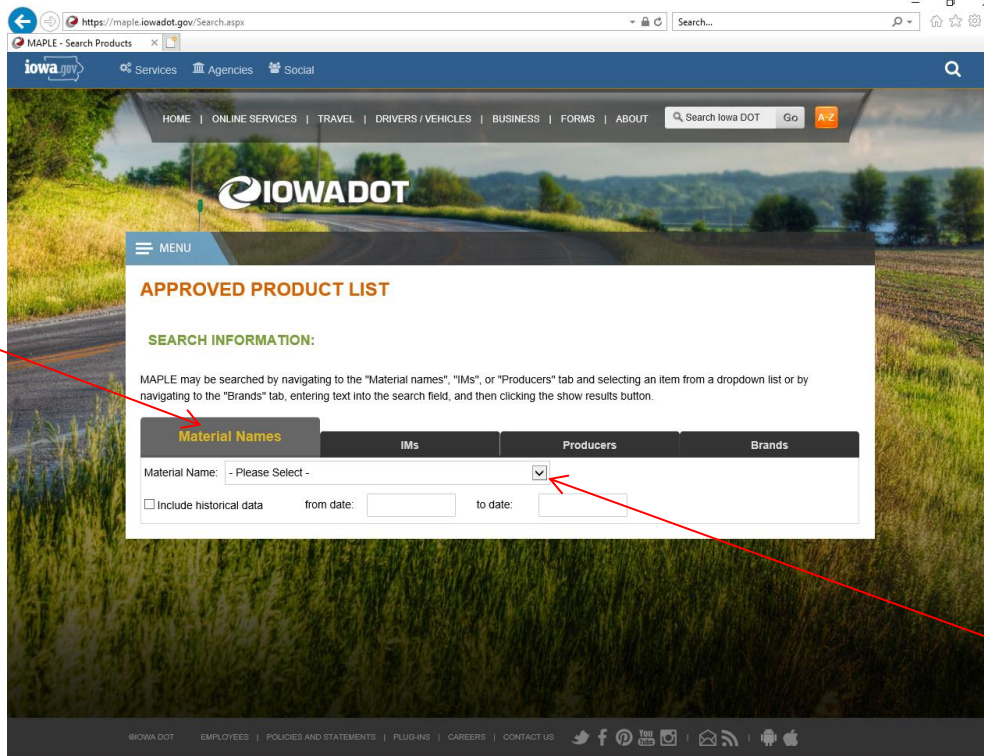 https://maple.iowadot.gov/Search.aspx
Search...
MAPLE - Search Products
iowa.gov
Services
Agencies
Social
HOME | ONLINE SERVICES | TRAVEL | DRIVERS / VEHICLES | BUSINESS | FORMS | ABOUT
Search Iowa DOT
Go
A-Z
IOWADOT
MENU
APPROVED PRODUCT LIST
SEARCH INFORMATION:
MAPLE may be searched by navigating to the "Material names", "IMs", or "Producers" tab and selecting an item from a dropdown list or by
navigating to the "Brands" tab, entering text into the search field, and then clicking the show results button.
Material Names
IMs
Producers
Brands
Material Name: - Please Select -
Include historical data from date: to date:
©IOWA DOT EMPLOYEES | POLICIES AND STATEMENTS | PLUG-INS | CAREERS | CONTACT US
You Tube